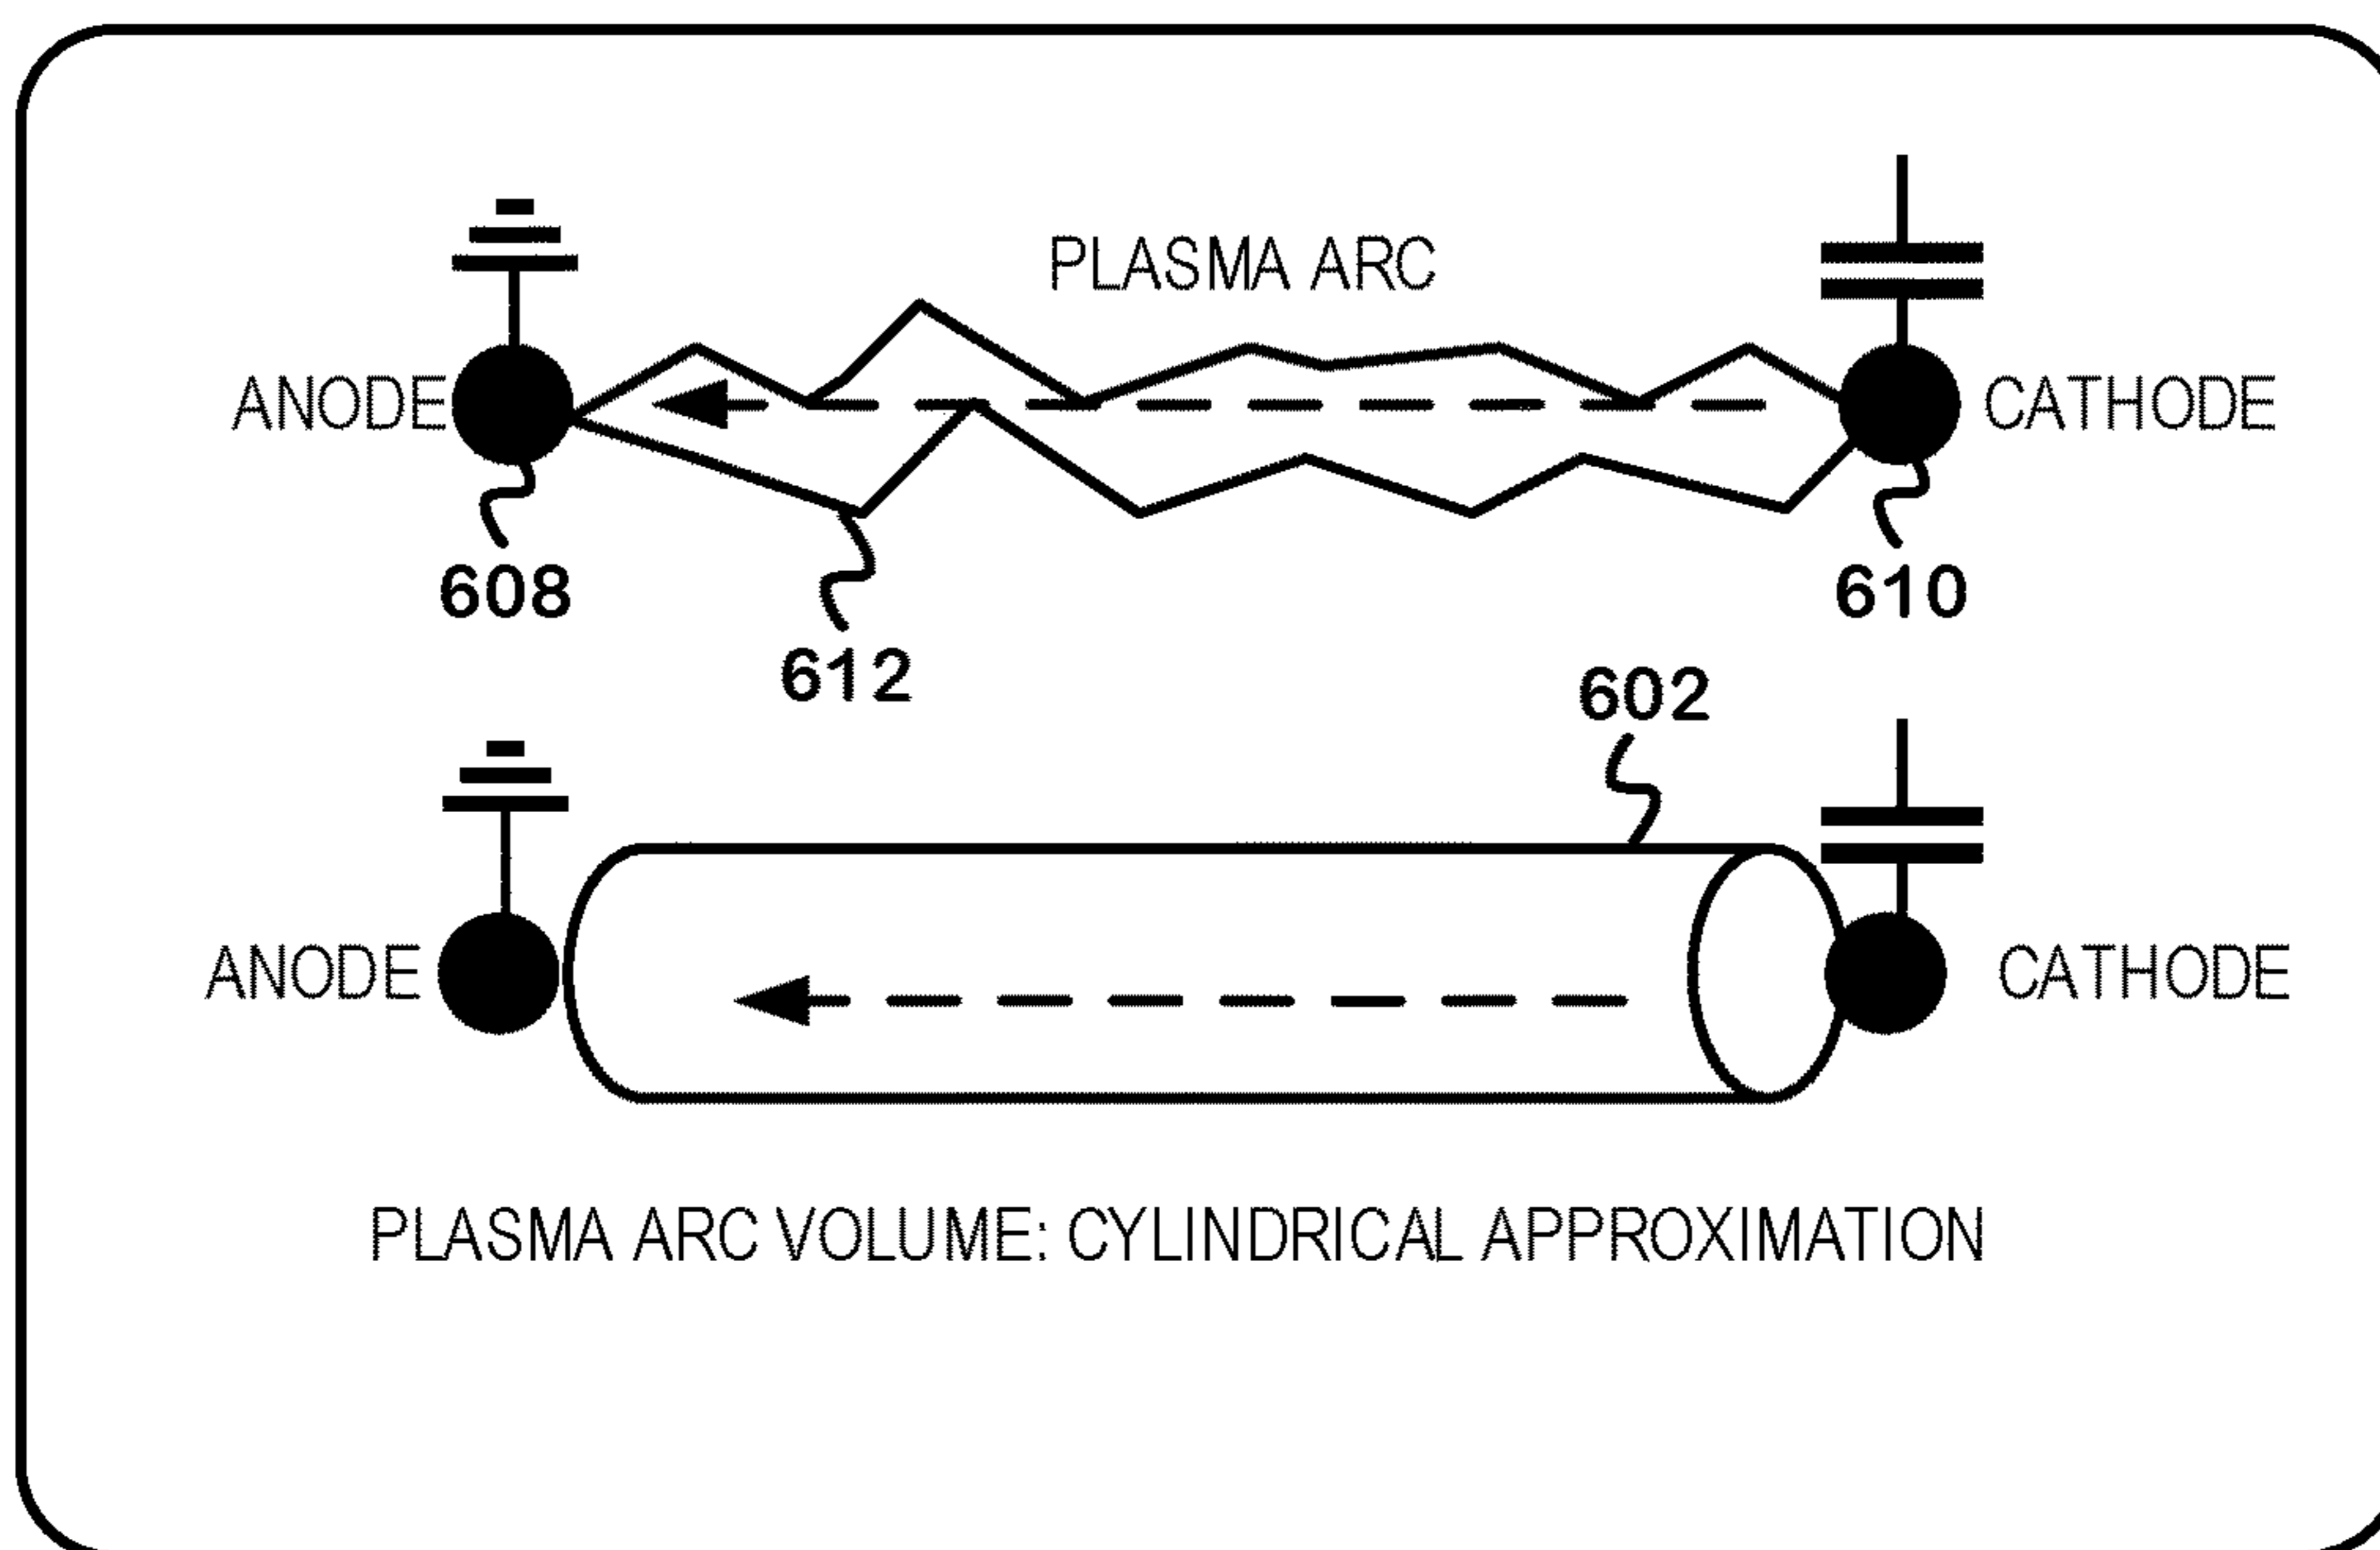 PLASMA ARC
ANODE
CATHODE
608
610
612
602
ANODE
CATHODE
PLASMA ARC VOLUME: CYLINDRICAL APPROXIMATION